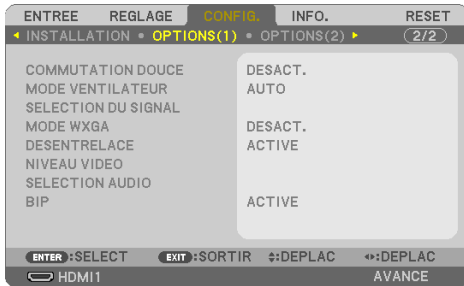 ENTREE REGLAGE CONFIG. INFO. RESET
INSTALLATION • OPTIONS(1) • OPTIONS(2) 2/2
COMMUTATION DOUCE DESACT.
MODE VENTILATEUR AUTO
SELECTION DU SIGNAL
MODE WXGA DESACT.
DESENTRELACE ACTIVE
NIVEAU VIDEO
SELECTION AUDIO
BIP ACTIVE
ENTER :SELECT EXIT :SORTIR :DEPLAC :DEPLAC
HDMI1 AVANCE